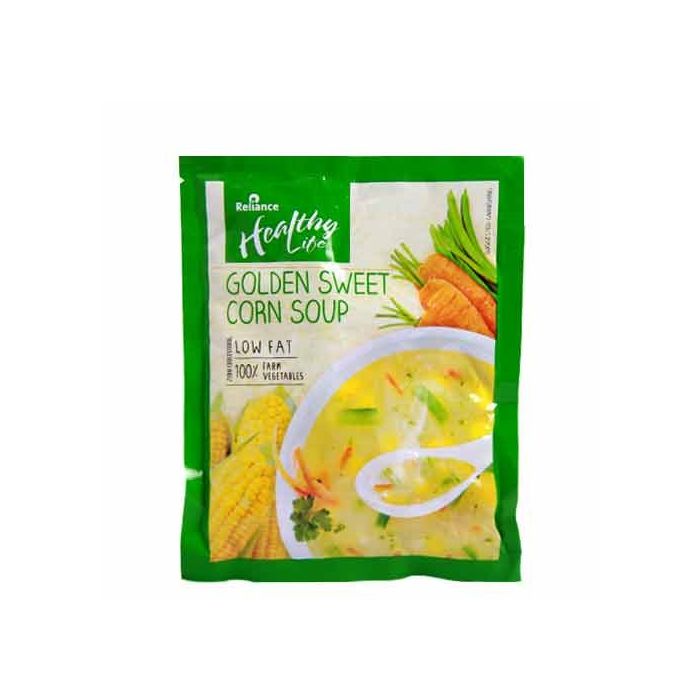 Reliance
Healthy
Life
GOLDEN SWEET
CORN SOUP
LOW FAT
100% FARM
VEGETABLES